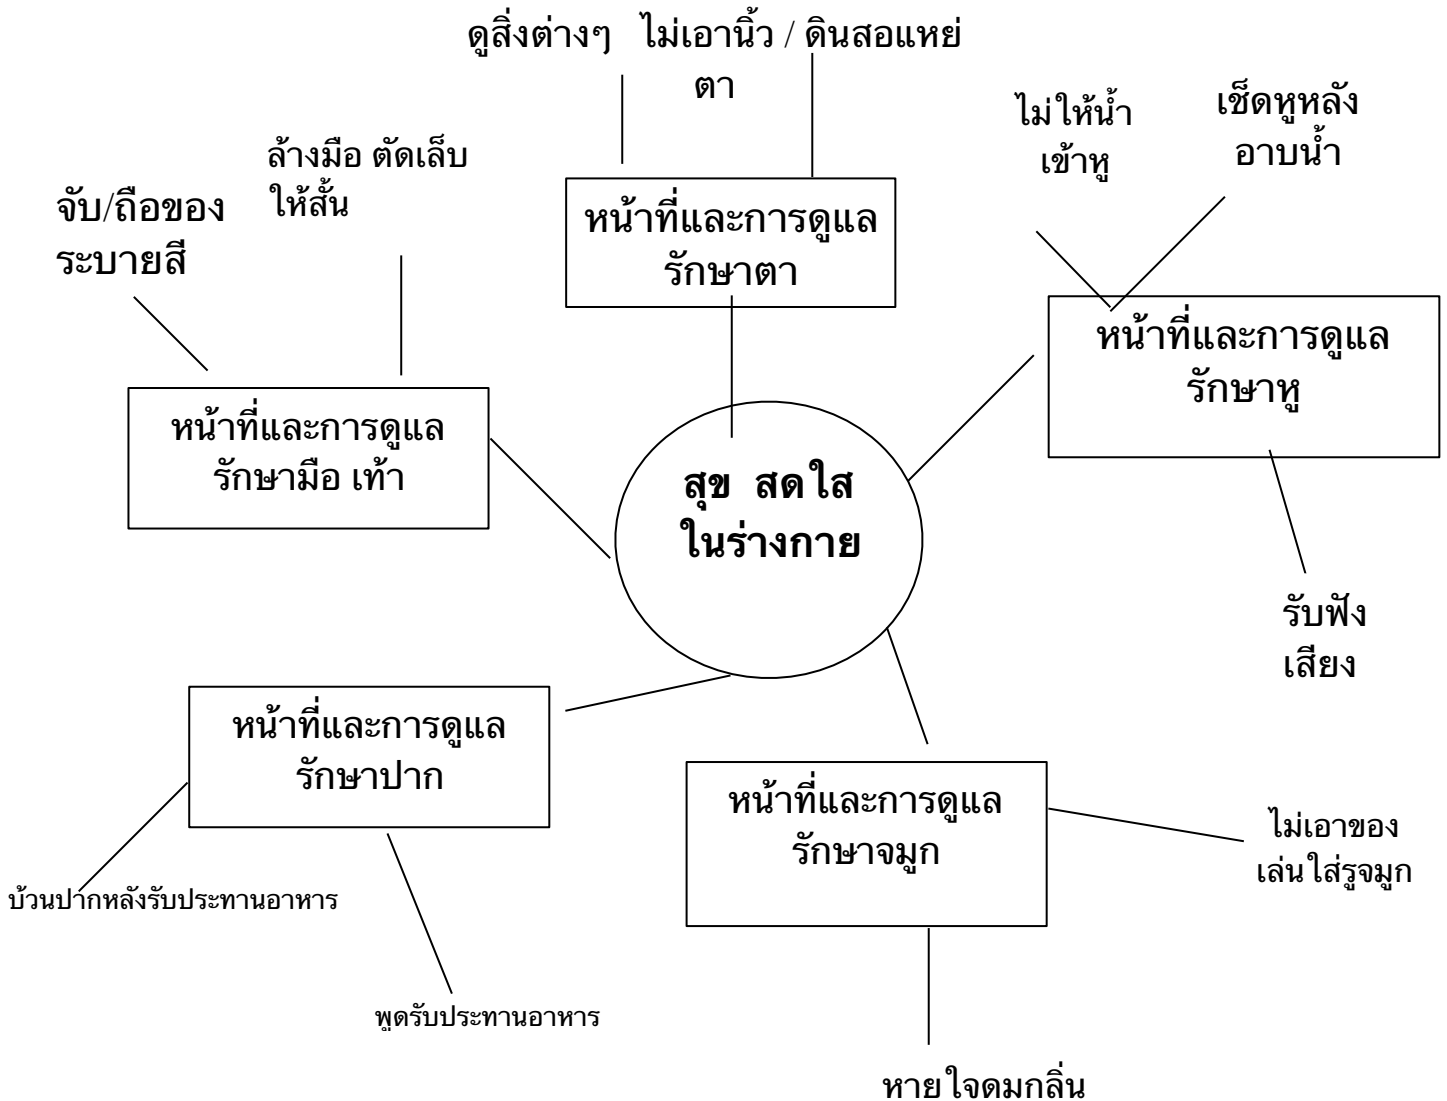 ดูสิ่งต่างๆ ไม่เอานิ้ว / ดินสอแหย่
ตา
ไม่ให้น้ำ
เข้าหู
เช็ดหูหลัง
อาบน้ำ
ล้างมือ ตัดเล็บ
ให้สั้น
จับ/ถือของ
ระบายสี
หน้าที่และการดูแล
รักษาตา
หน้าที่และการดูแล
รักษาหู
หน้าที่และการดูแล
รักษามือ เท้า
สุข สดใส
ในร่างกาย
รับฟัง
เสียง
หน้าที่และการดูแล
รักษาปาก
หน้าที่และการดูแล
รักษาจมูก
ไม่เอาของ
เล่นใส่รูจมูก
บ้วนปากหลังรับประทานอาหาร
พูดรับประทานอาหาร
หายใจดมกลิ่น